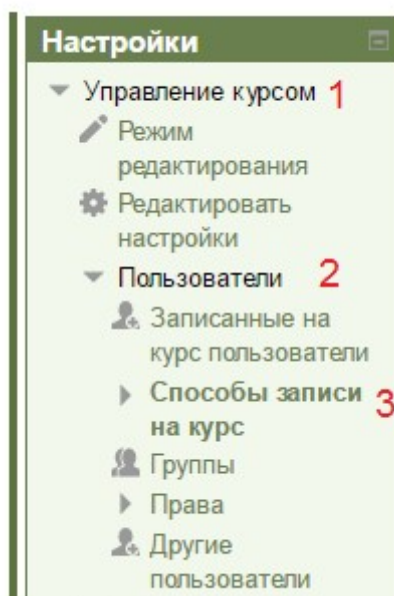 Настройки
Управление курсом 1
Режим
редактирования
Редактировать
настройки
Пользователи 2
Записанные на
курс пользователи
Способы записи 3
на курс
Группы
Права
Другие
пользователи